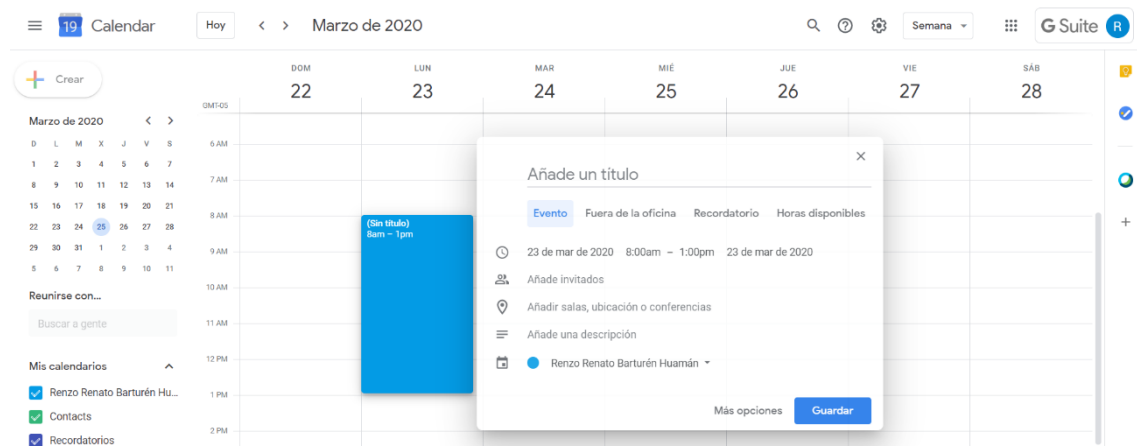 19 Calendar Hoy Marzo de 2020 Semana G Suite R
Crear
DOM LUN MAR MIÉ JUE VIE SÁB
22 23 24 25 26 27 28
GMT-05
Marzo de 2020
D L M X J V S
1 2 3 4 5 6 7
8 9 10 11 12 13 14
15 16 17 18 19 20 21
22 23 24 25 26 27 28
29 30 31 1 2 3 4
5 6 7 8 9 10 11
Reunirse con...
Buscar a gente
Mis calendarios
Renzo Renato Barturén Hu...
Contacts
Recordatorios
6 AM
7 AM
8 AM
9 AM
10 AM
11 AM
12 PM
1 PM
2 PM
(Sin título)
8am – 1pm
Añade un título
Evento Fuera de la oficina Recordatorio Horas disponibles
23 de mar de 2020 8:00am – 1:00pm 23 de mar de 2020
Añade invitados
Añadir salas, ubicación o conferencias
Añade una descripción
Renzo Renato Barturén Huamán
Más opciones Guardar